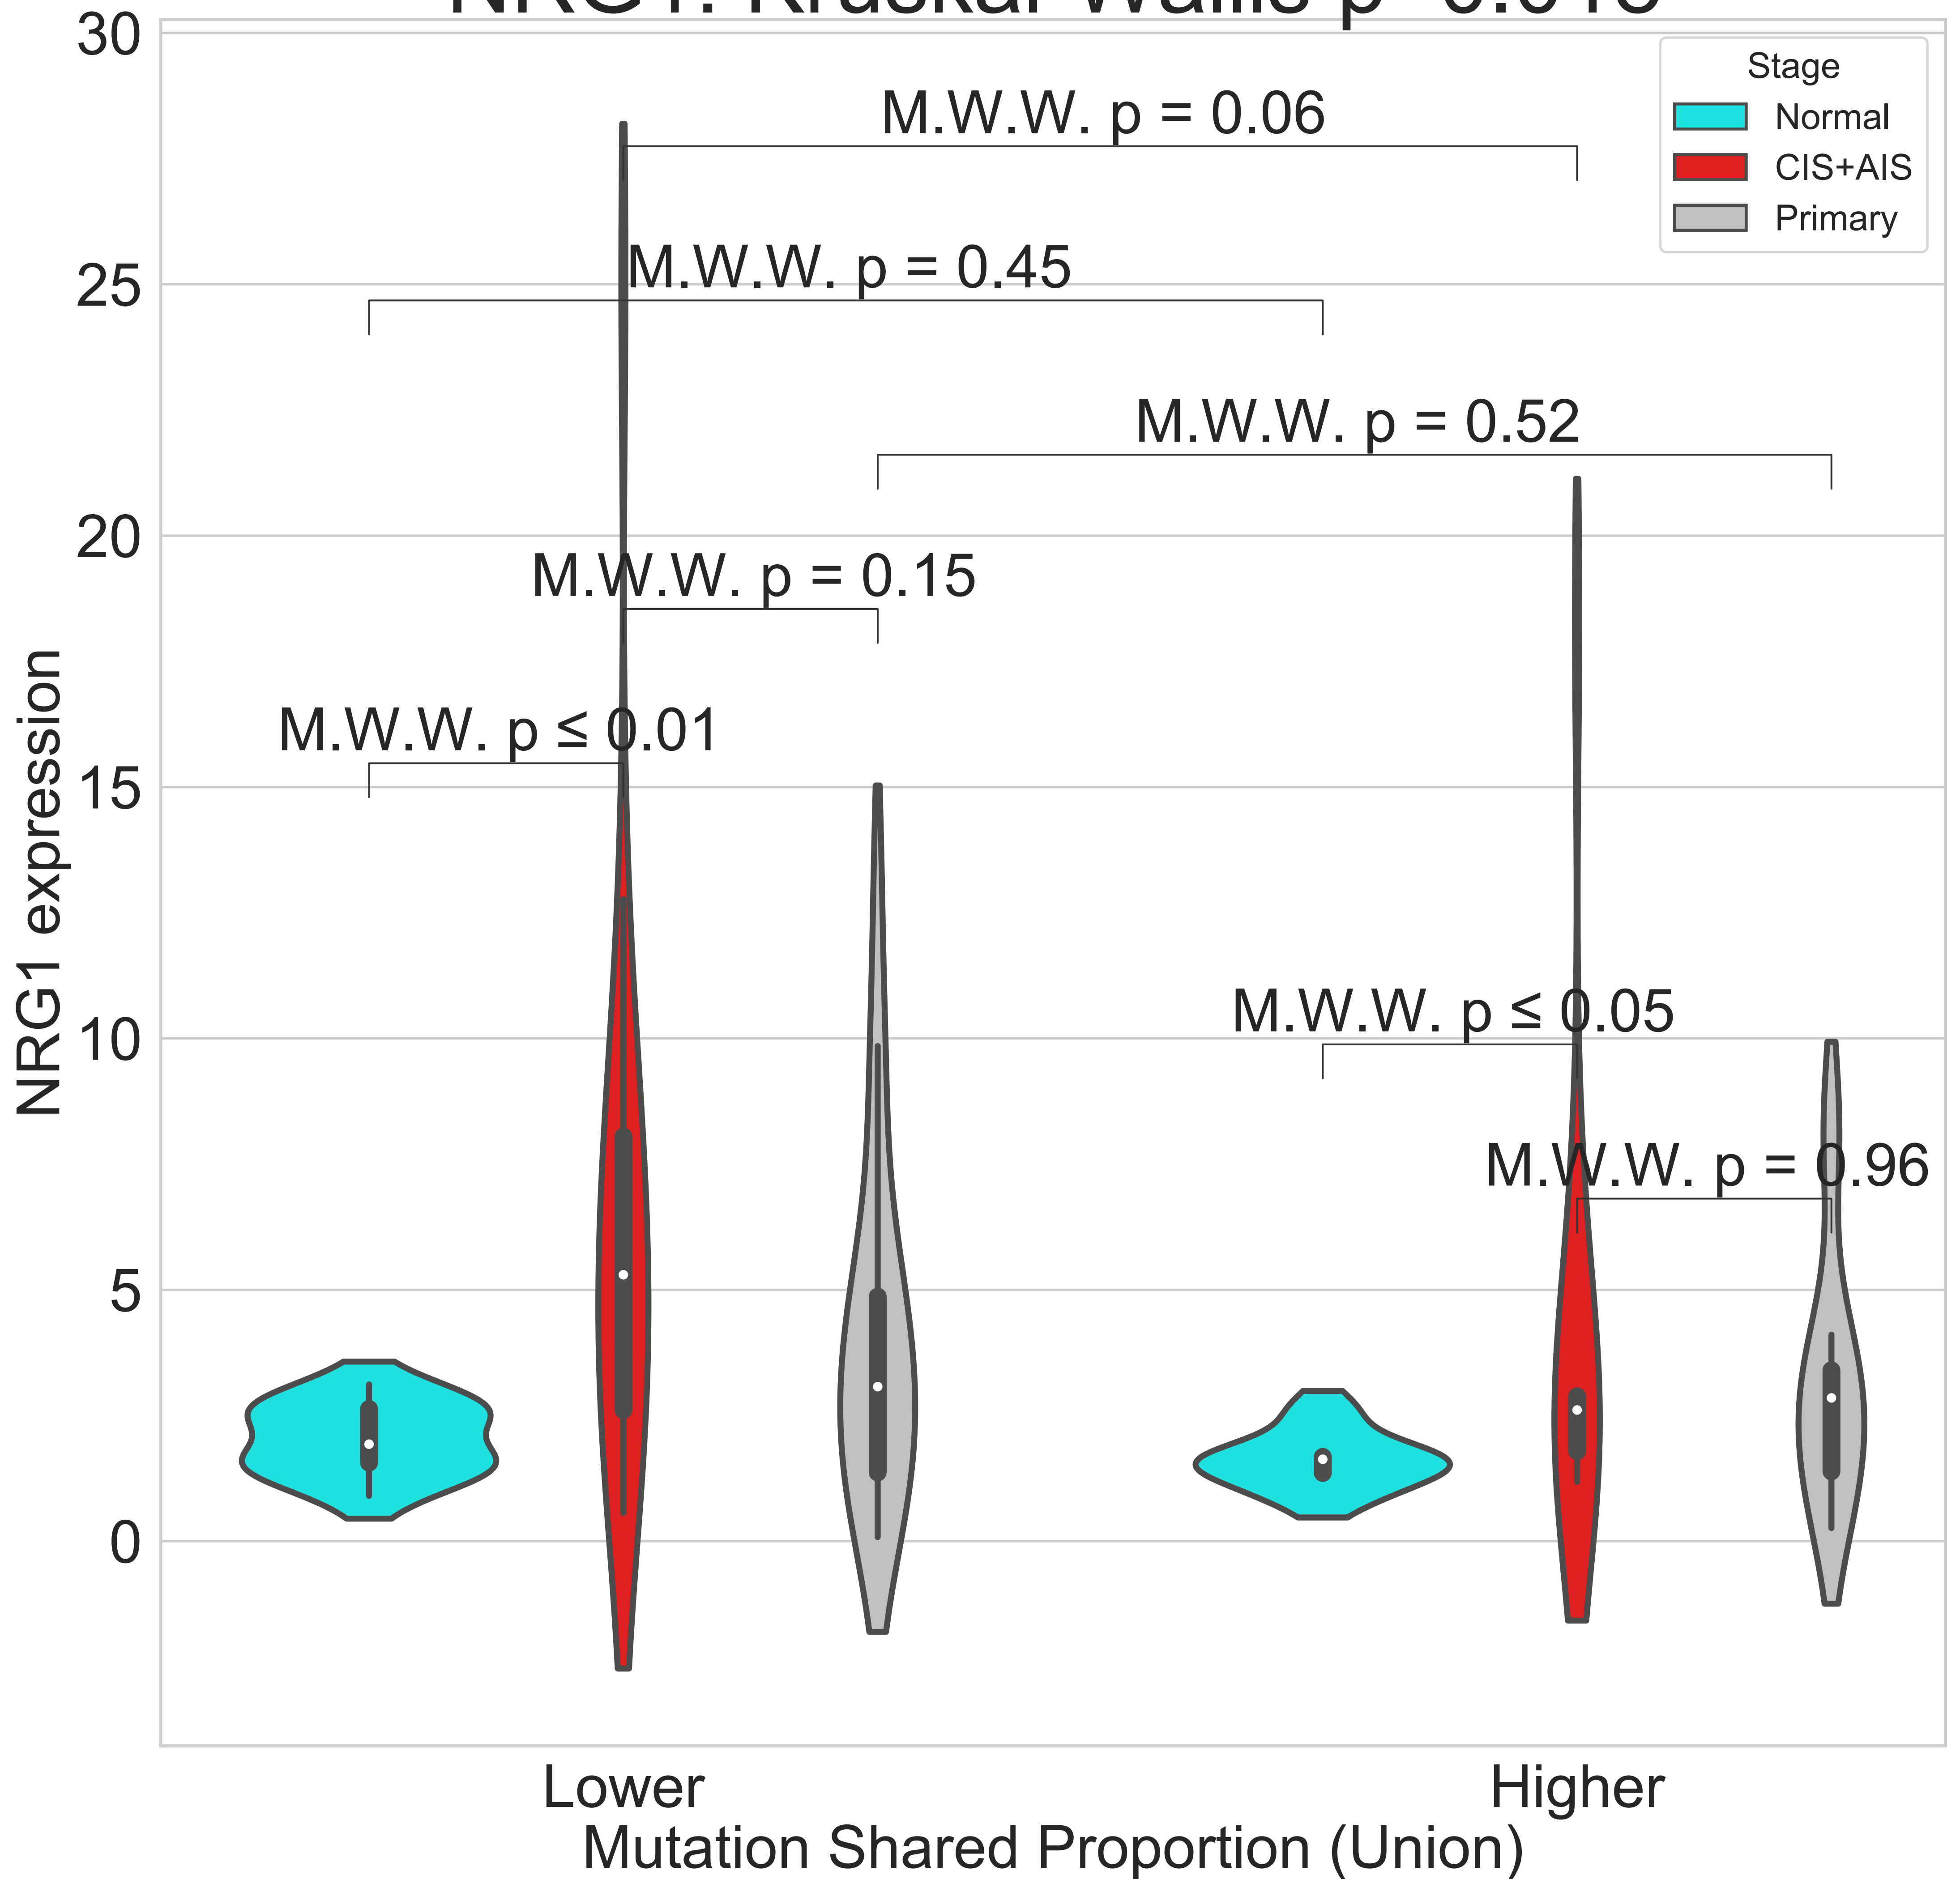 30
25
20
15
10
5
0
NRG1 expression
Stage
Normal
CIS+AIS
Primary
M.W.W. p = 0.06
M.W.W. p = 0.45
M.W.W. p = 0.52
M.W.W. p = 0.15
M.W.W. p ≤ 0.01
M.W.W. p ≤ 0.05
M.W.W. p = 0.96
Lower
Higher
Mutation Shared Proportion (Union)